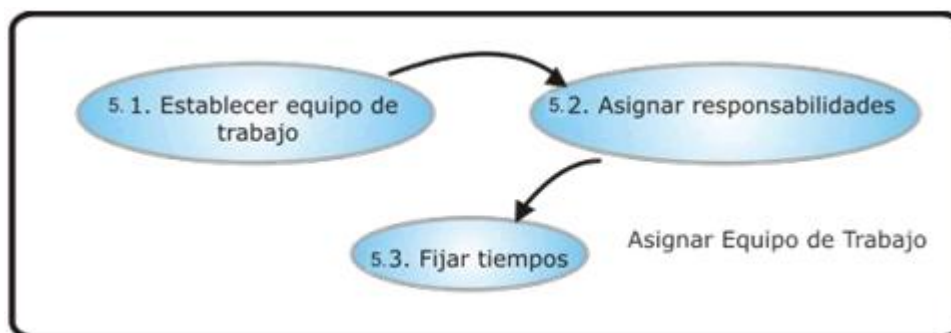 5. 1. Establecer equipo de
trabajo
5. 2. Asignar responsabilidades
5. 3. Fijar tiempos
Asignar Equipo de Trabajo